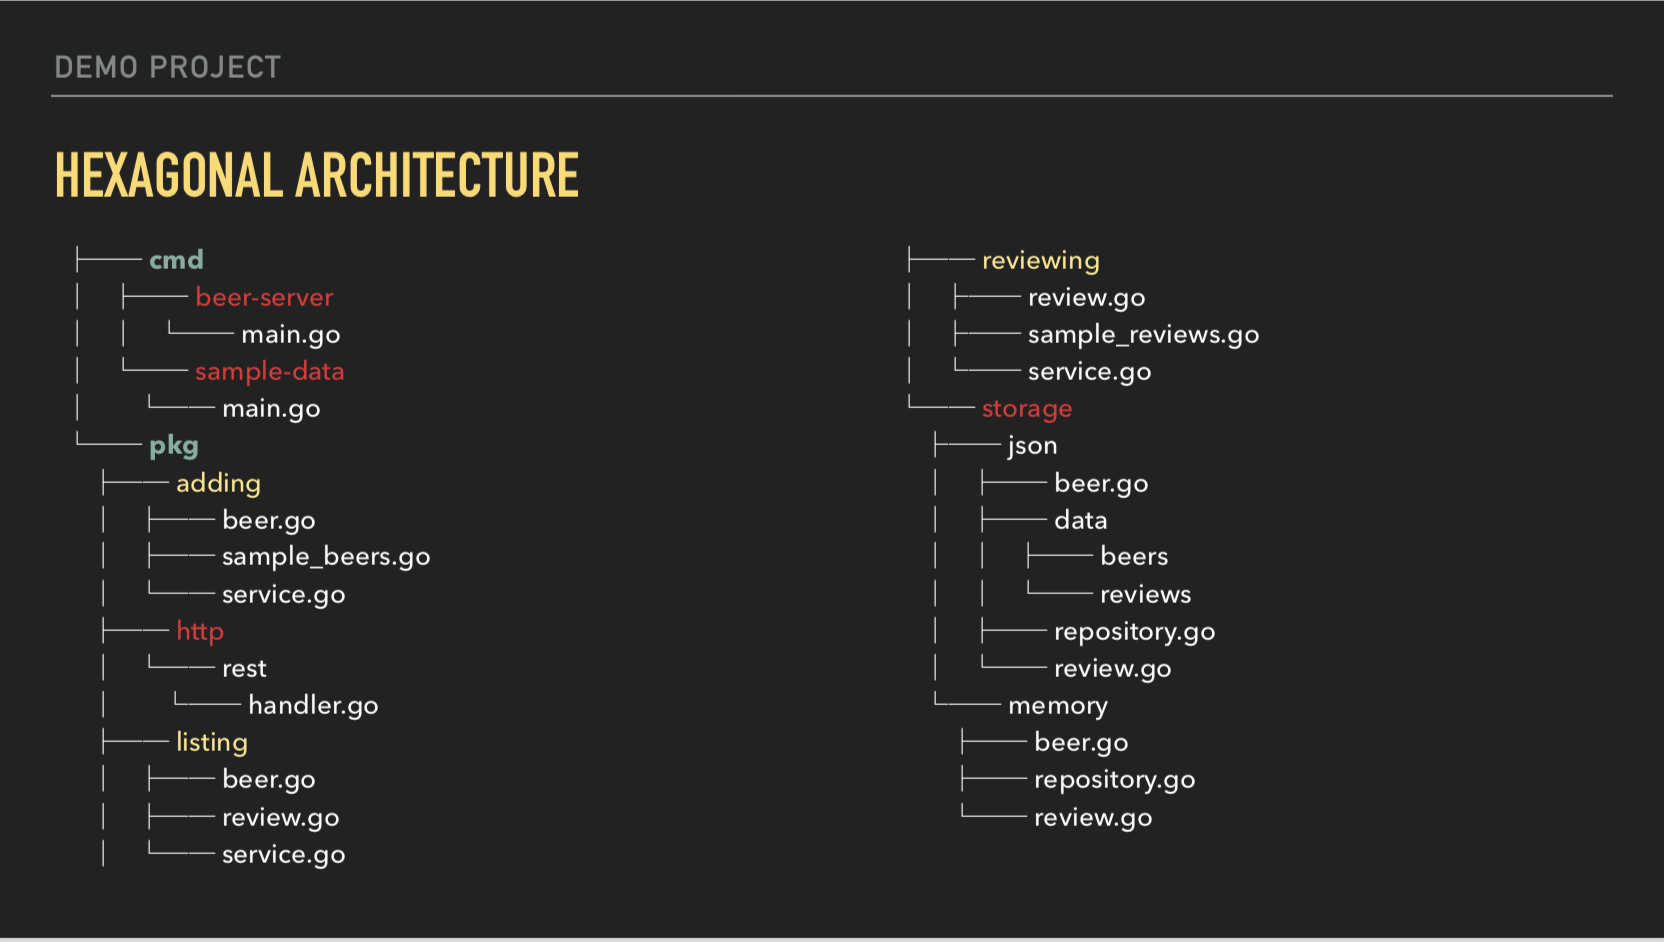 DEMO PROJECT
HEXAGONAL ARCHITECTURE
├── cmd
│   ├── beer-server
│   │   └── main.go
│   └── sample-data
│       └── main.go
└── pkg
    ├── adding
    │   ├── beer.go
    │   ├── sample_beers.go
    │   └── service.go
    ├── http
    │   └── rest
    │       └── handler.go
    ├── listing
    │   ├── beer.go
    │   ├── review.go
    │   └── service.go
├── reviewing
│   ├── review.go
│   ├── sample_reviews.go
│   └── service.go
└── storage
    ├── json
    │   ├── beer.go
    │   ├── data
    │   │   ├── beers
    │   │   └── reviews
    │   ├── repository.go
    │   └── review.go
    └── memory
        ├── beer.go
        ├── repository.go
        └── review.go